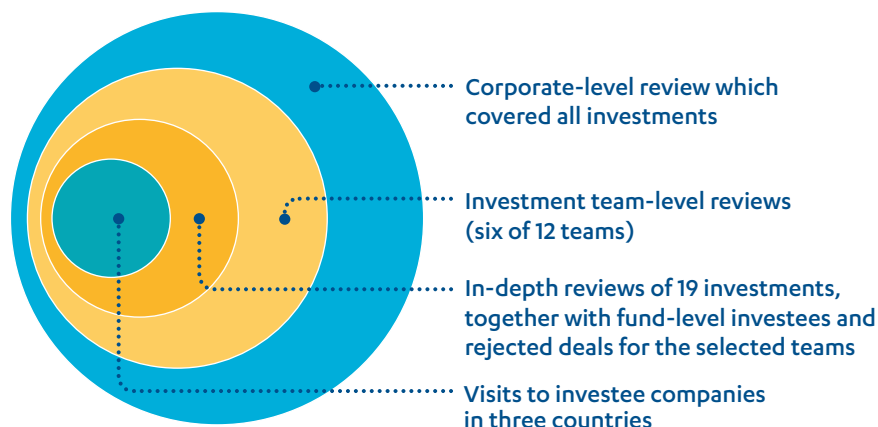 Corporate-level review which
covered all investments
Investment team-level reviews
(six of 12 teams)
In-depth reviews of 19 investments,
together with fund-level investees and
rejected deals for the selected teams
Visits to investee companies
in three countries